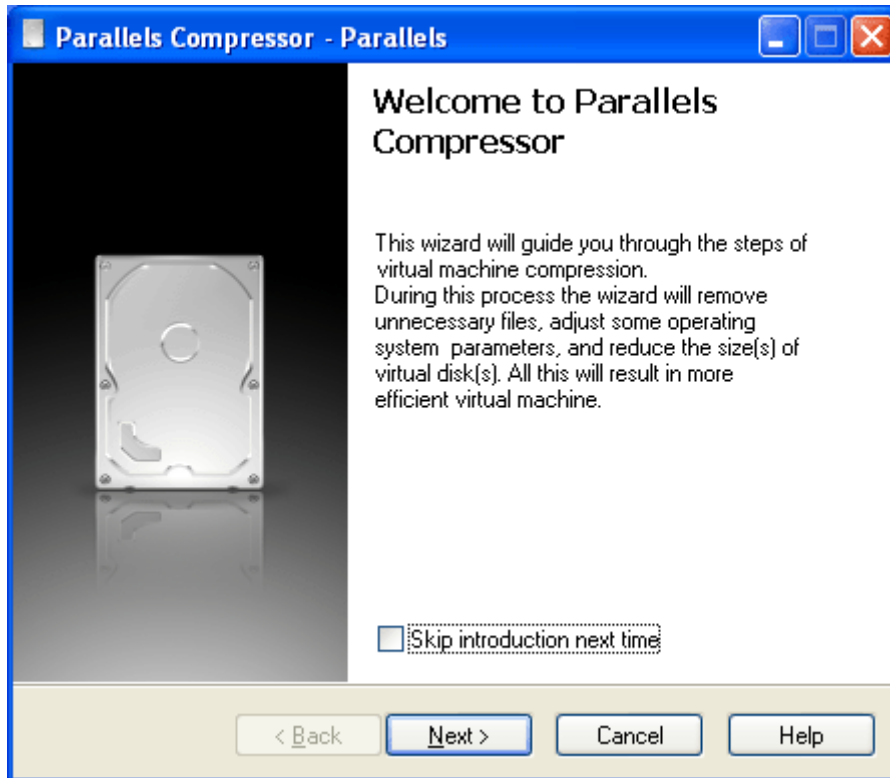 Parallels Compressor - Parallels
Welcome to Parallels
Compressor
This wizard will guide you through the steps of
virtual machine compression.
During this process the wizard will remove
unnecessary files, adjust some operating
system  parameters, and reduce the size(s) of
virtual disk(s). All this will result in more
efficient virtual machine.
Skip introduction next time
< Back
Next >
Cancel
Help